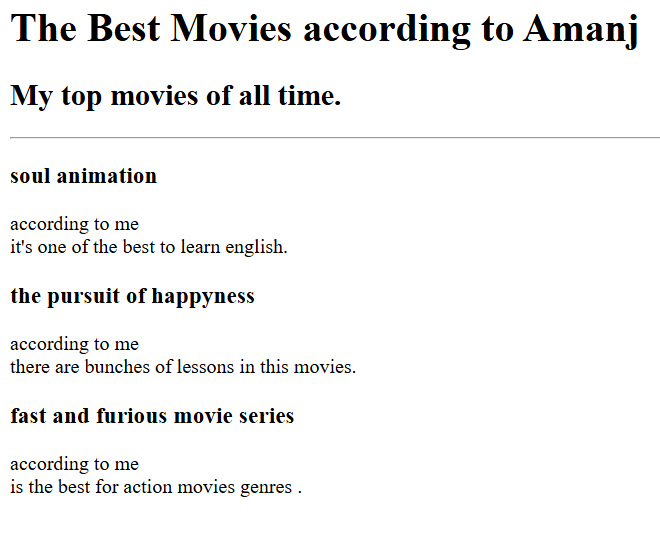 The Best Movies according to Amanj
My top movies of all time.
soul animation
according to me
it's one of the best to learn english.
the pursuit of happyness
according to me
there are bunches of lessons in this movies.
fast and furious movie series
according to me
is the best for action movies genres .